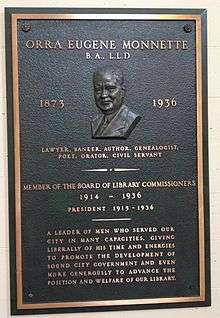 ORRA EUGENE MONNETTE
B.A., LL.D
1873 1936
LAWYER, BANKER, AUTHOR, GENEALOGIST,
POET, ORATOR, CIVIL SERVANT
MEMBER OF THE BOARD OF LIBRARY COMMISSIONERS
1914 - 1936
PRESIDENT 1915-1936
A LEADER OF MEN WHO SERVED OUR
CITY IN MANY CAPACITIES, GIVING
LIBERALLY OF HIS TIME AND ENERGIES
TO PROMOTE THE DEVELOPMENT OF
SOUND CITY GOVERNMENT AND EVEN
MORE GENEROUSLY TO ADVANCE THE
POSITION AND WELFARE OF OUR LIBRARY.